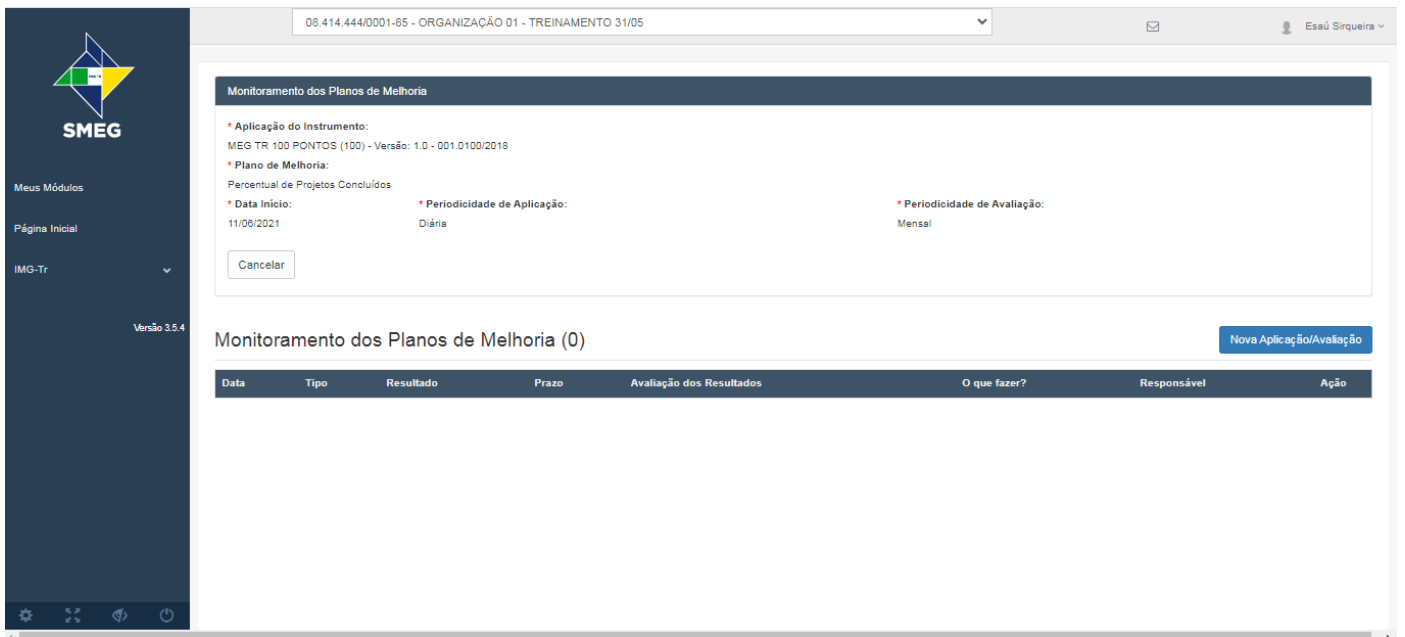 08.414.444/0001-85 - ORGANIZAÇÃO 01 - TREINAMENTO 31/05
Esaú Sirqueira
SMEG
Meus Módulos
Página Inicial
IMG-Tr
Versão 3.5.4
Monitoramento dos Planos de Melhoria
* Aplicação do Instrumento:
MEG TR 100 PONTOS (100) - Versão: 1.0 - 001.0100/2018
* Plano de Melhoria:
Percentual de Projetos Concluídos
* Data Início: * Periodicidade de Aplicação: * Periodicidade de Avaliação:
11/06/2021 Diária Mensal
Cancelar
Monitoramento dos Planos de Melhoria (0) Nova Aplicação/Avaliação
Data Tipo Resultado Prazo Avaliação dos Resultados O que fazer? Responsável Ação